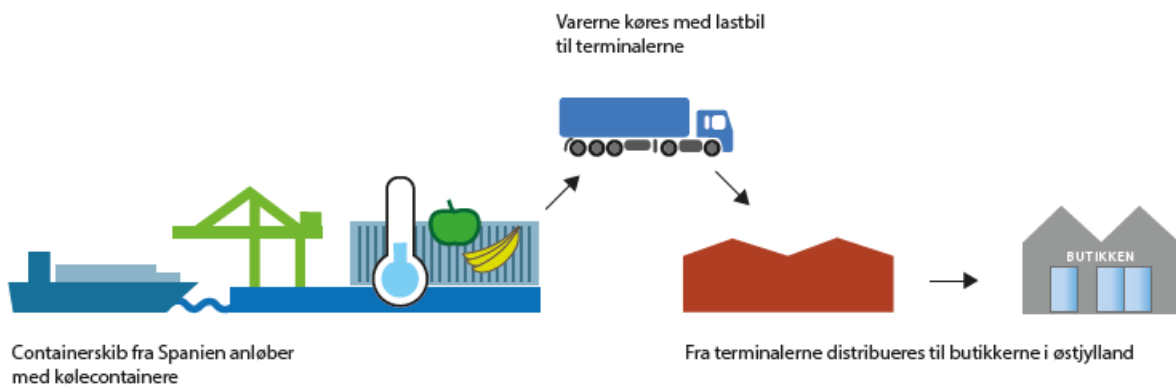 Varerne køres med lastbil
til terminalerne
BUTIKKEN
Containerskib fra Spanien anløber
med kølecontainere
Fra terminalerne distribueres til butikkerne i østjylland